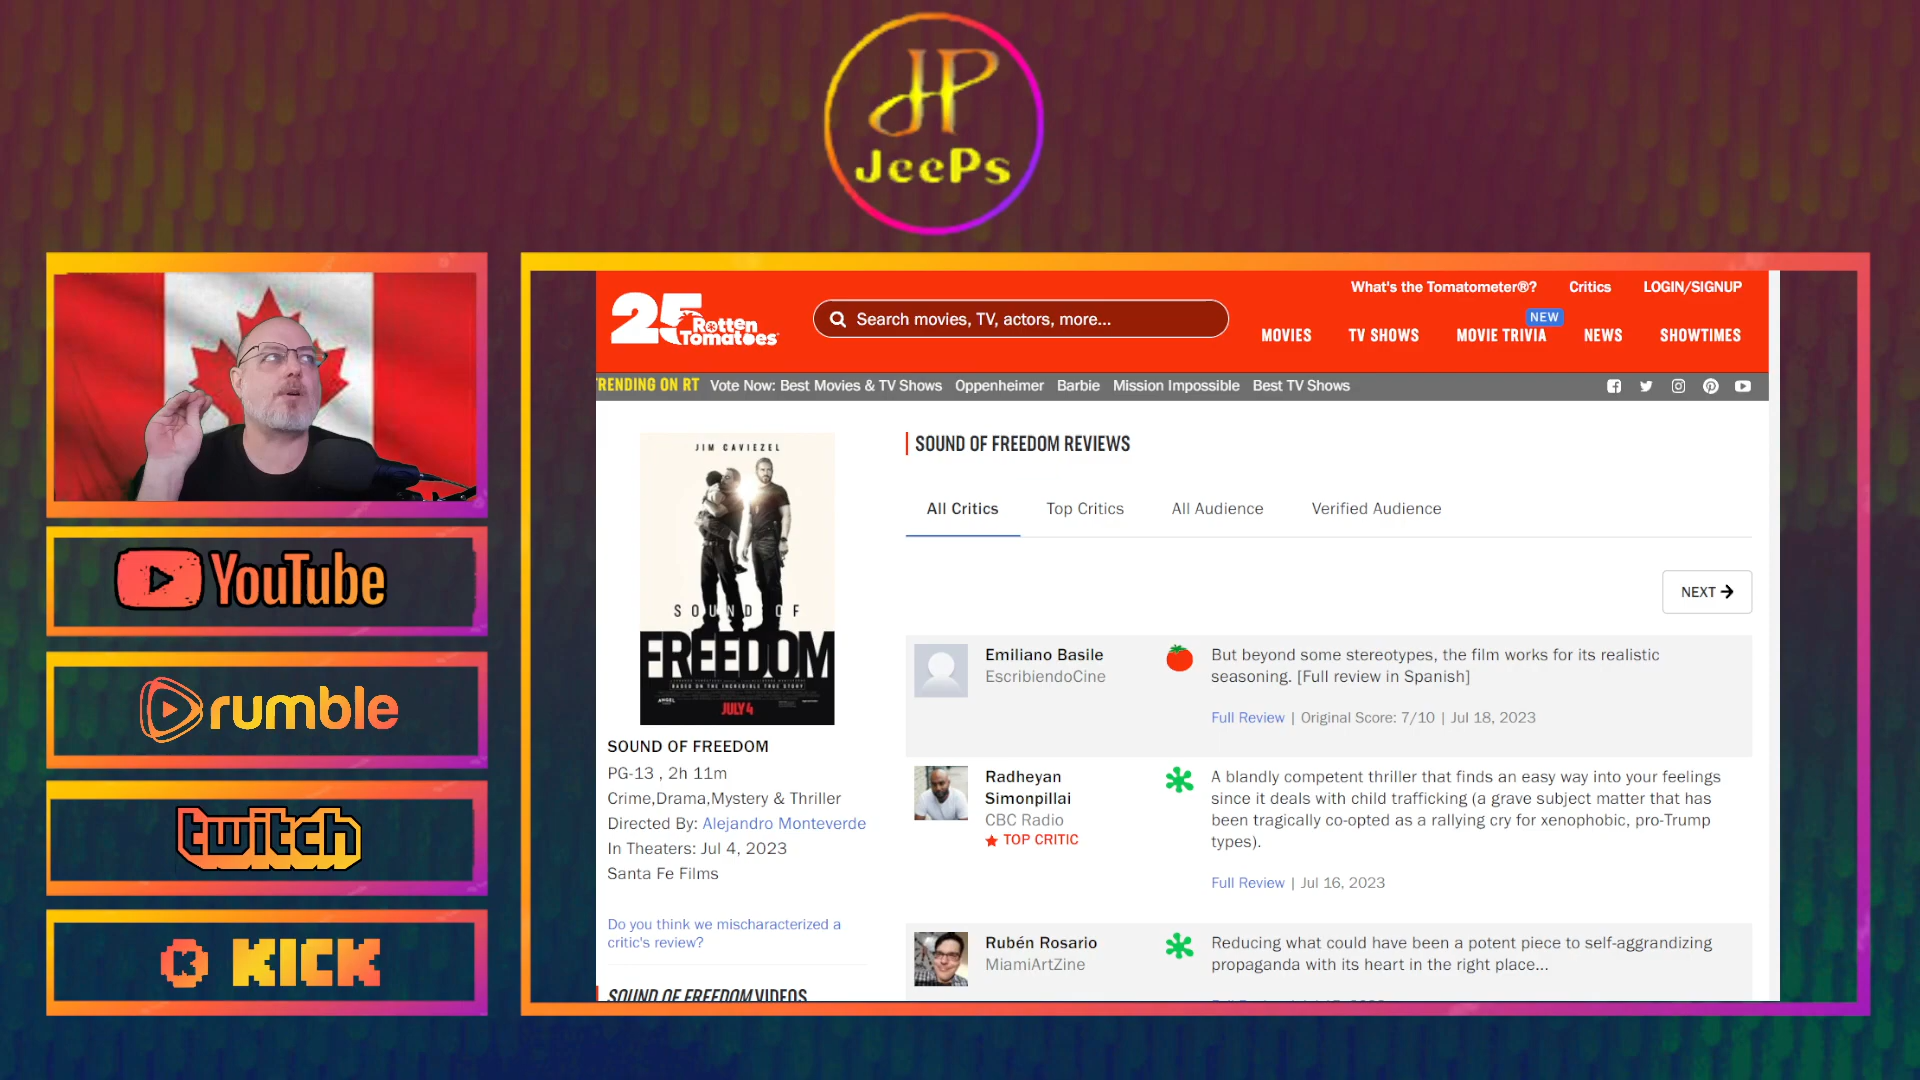 JP
JeePs
YouTube
rumble
twitch
K KICK
25 Rotten Tomatoes
Search movies, TV, actors, more...
What's the Tomatometer®?
Critics
LOGIN/SIGNUP
MOVIES
TV SHOWS
MOVIE TRIVIA
NEW
NEWS
SHOWTIMES
TRENDING ON RT
Vote Now: Best Movies & TV Shows
Oppenheimer
Barbie
Mission Impossible
Best TV Shows
JIM CAVIEZEL
SOUND OF
FREEDOM
BASED ON THE INCREDIBLE TRUE STORY
ANGEL
JULY 4
SOUND OF FREEDOM
PG-13 , 2h 11m
Crime,Drama,Mystery & Thriller
Directed By: Alejandro Monteverde
In Theaters: Jul 4, 2023
Santa Fe Films
Do you think we mischaracterized a
critic's review?
SOUND OF FREEDOM VIDEOS
SOUND OF FREEDOM REVIEWS
All Critics
Top Critics
All Audience
Verified Audience
NEXT
Emiliano Basile
EscribiendoCine
But beyond some stereotypes, the film works for its realistic
seasoning. [Full review in Spanish]
Full Review | Original Score: 7/10 | Jul 18, 2023
Radheyan
Simonpillai
CBC Radio
TOP CRITIC
A blandly competent thriller that finds an easy way into your feelings
since it deals with child trafficking (a grave subject matter that has
been tragically co-opted as a rallying cry for xenophobic, pro-Trump
types).
Full Review | Jul 16, 2023
Rubén Rosario
MiamiArtZine
Reducing what could have been a potent piece to self-aggrandizing
propaganda with its heart in the right place...